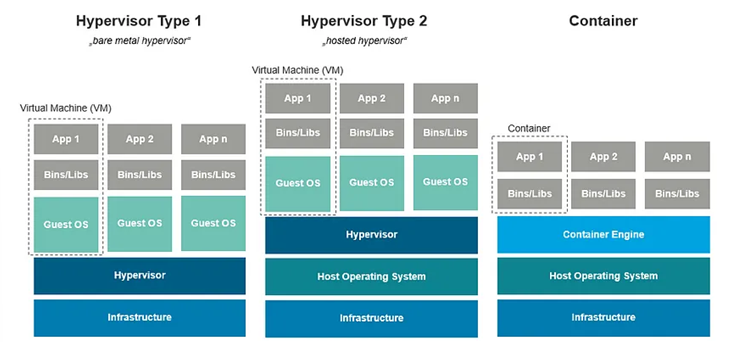 Hypervisor Type 1
„bare metal hypervisor“
Virtual Machine (VM)
App 1 App 2 App n
Bins/Libs Bins/Libs Bins/Libs
Guest OS Guest OS Guest OS
Hypervisor
Infrastructure
Hypervisor Type 2
„hosted hypervisor“
Virtual Machine (VM)
App 1 App 2 App n
Bins/Libs Bins/Libs Bins/Libs
Guest OS Guest OS Guest OS
Hypervisor
Host Operating System
Infrastructure
Container
Container
App 1 App 2 App n
Bins/Libs Bins/Libs Bins/Libs
Container Engine
Host Operating System
Infrastructure